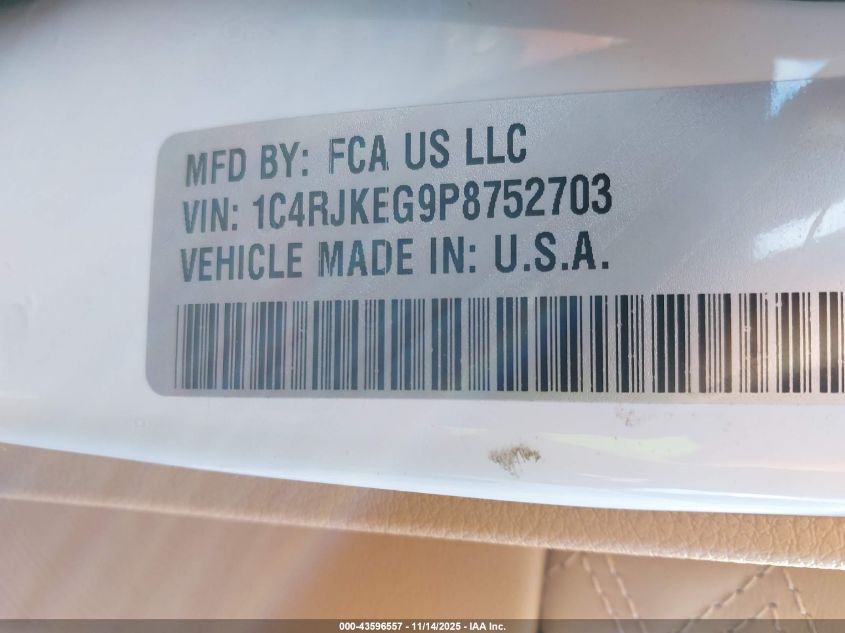 MFD BY: FCA US LLC
VIN: 1C4RJKEG9P8752703
VEHICLE MADE IN: U.S.A.
000-43596557 - 11/14/2025 - IAA Inc.